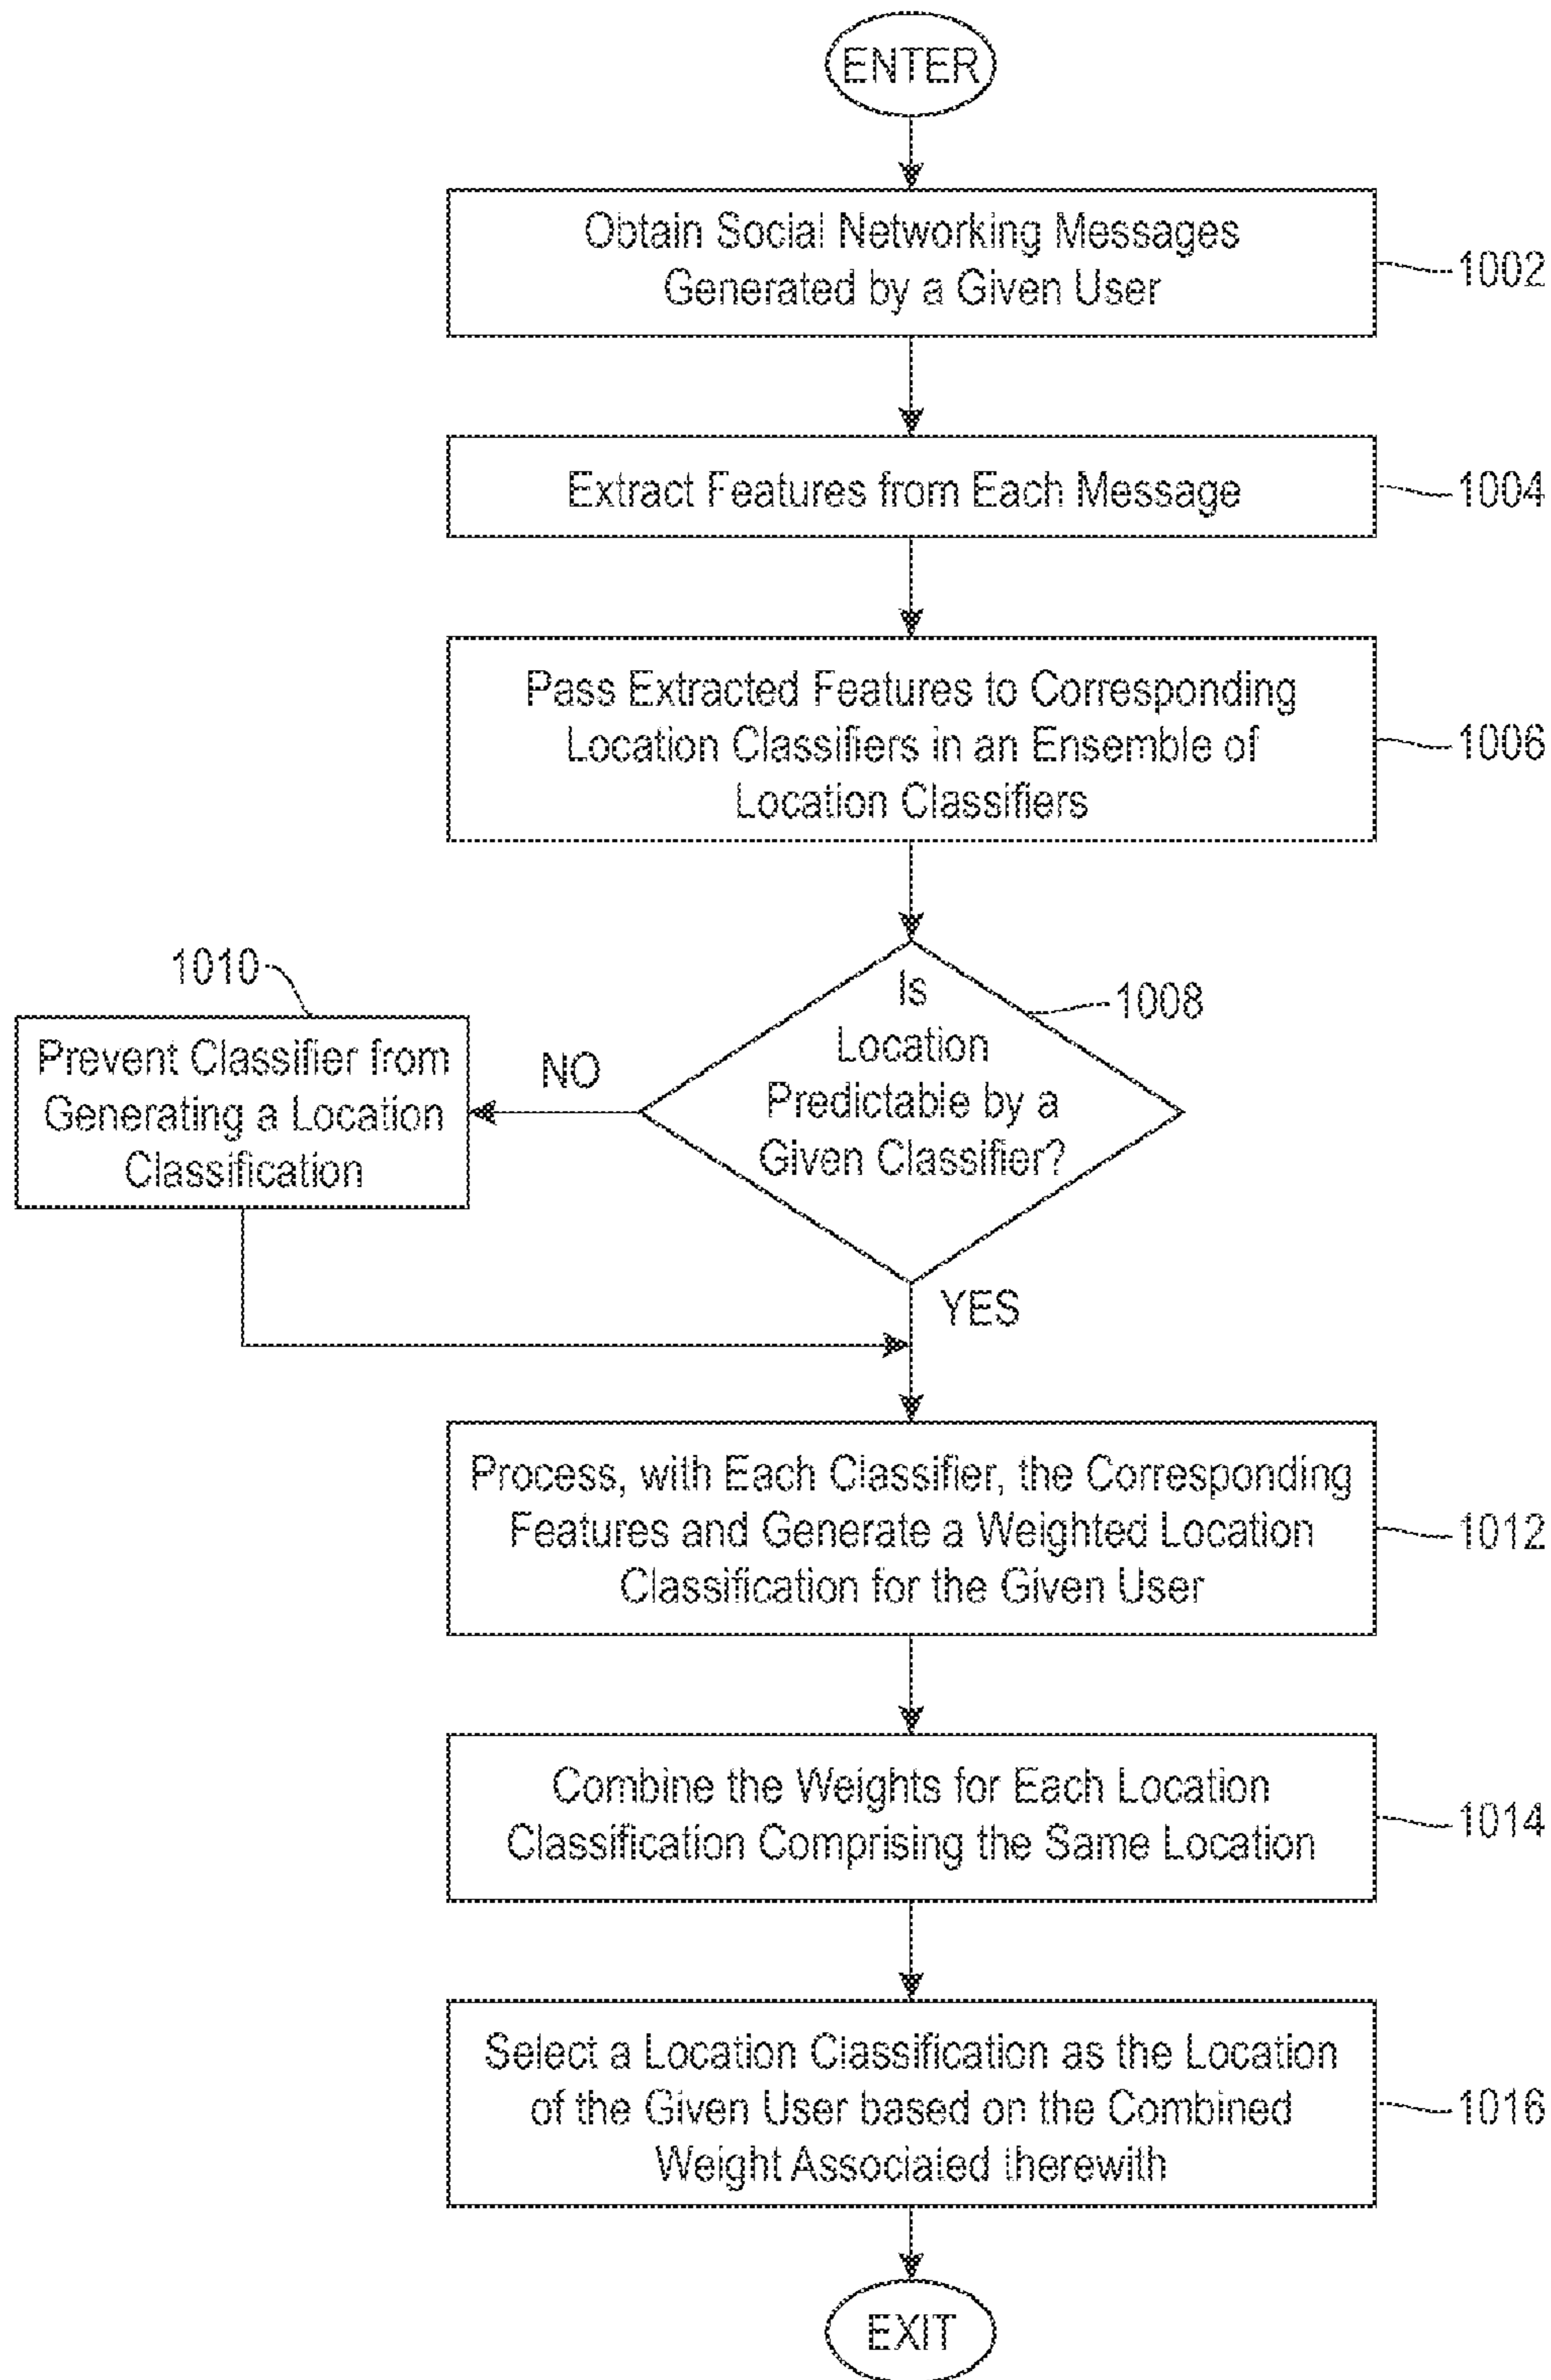 ENTER
Obtain Social Networking Messages
Generated by a Given User
1002
Extract Features from Each Message
1004
Pass Extracted Features to Corresponding
Location Classifiers in an Ensemble of
Location Classifiers
1006
Is
Location
Predictable by a
Given Classifier?
1008
NO
1010
Prevent Classifier from
Generating a Location
Classification
YES
Process, with Each Classifier, the Corresponding
Features and Generate a Weighted Location
Classification for the Given User
1012
Combine the Weights for Each Location
Classification Comprising the Same Location
1014
Select a Location Classification as the Location
of the Given User based on the Combined
Weight Associated therewith
1016
EXIT